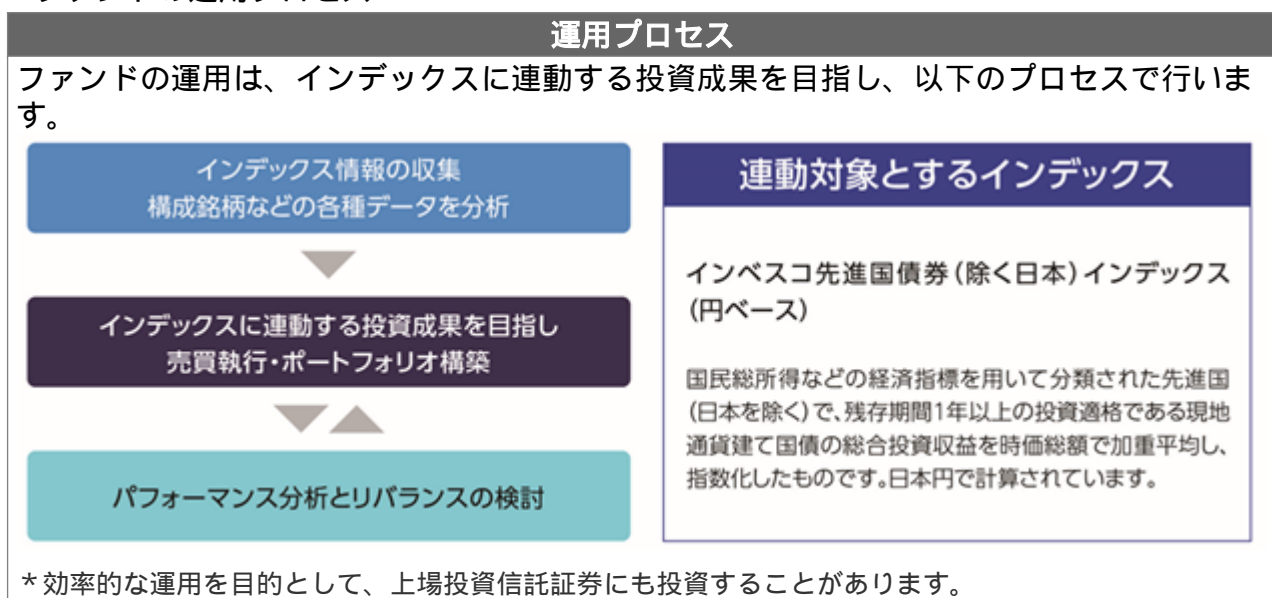 運用プロセス
ファンドの運用は、インデックスに連動する投資成果を目指し、以下のプロセスで行いま
す。
インデックス情報の収集
構成銘柄などの各種データを分析
インデックスに連動する投資成果を目指し
売買執行・ポートフォリオ構築
パフォーマンス分析とリバランスの検討
連動対象とするインデックス
インベスコ先進国債券(除く日本)インデックス
(円ベース)
国民総所得などの経済指標を用いて分類された先進国
(日本を除く)で、残存期間1年以上の投資適格である現地
通貨建て国債の総合投資収益を時価総額で加重平均し、
指数化したものです。日本円で計算されています。
＊効率的な運用を目的として、上場投資信託証券にも投資することがあります。